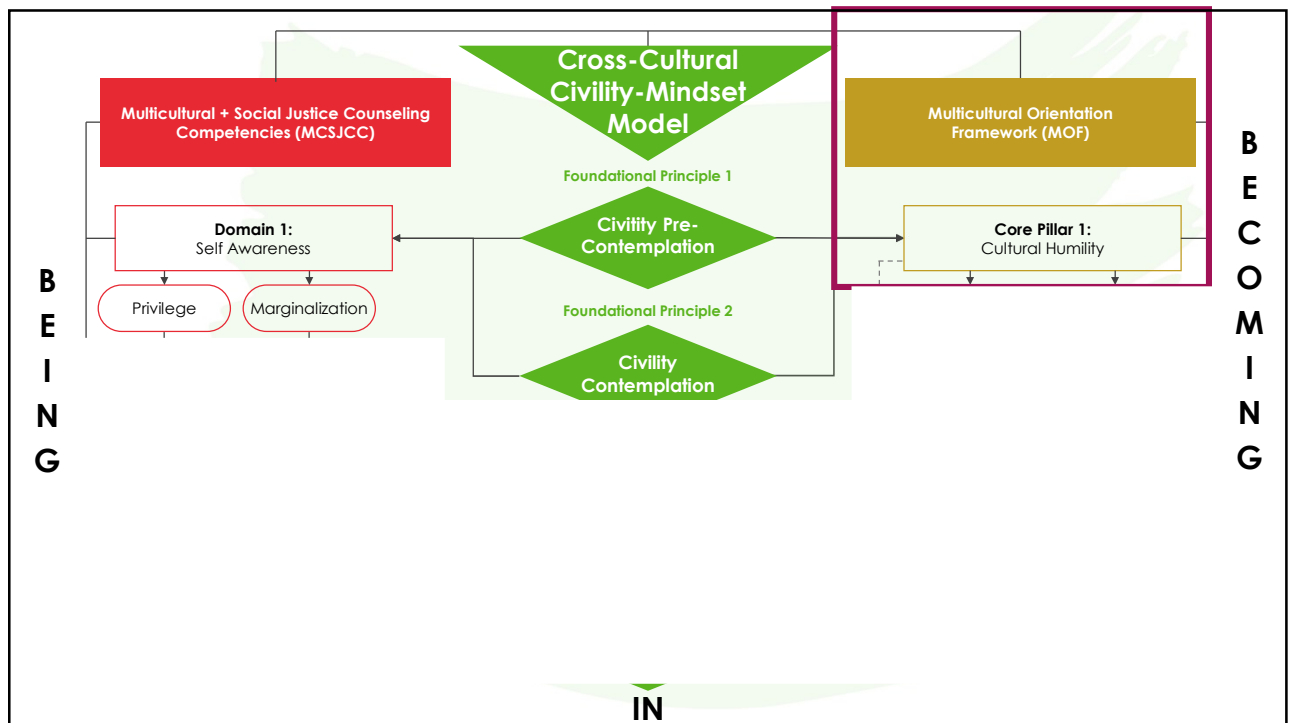 Cross-Cultural
Civility-Mindset
Model
Multicultural + Social Justice Counseling
Competencies (MCSJCC)
Multicultural Orientation
Framework (MOF)
Foundational Principle 1
Civitity Pre-
Contemplation
Domain 1:
Self Awareness
Core Pillar 1:
Cultural Humility
Privilege
Marginalization
Foundational Principle 2
Civility
Contemplation
B
E
I
N
G
B
E
C
O
M
I
N
G
IN